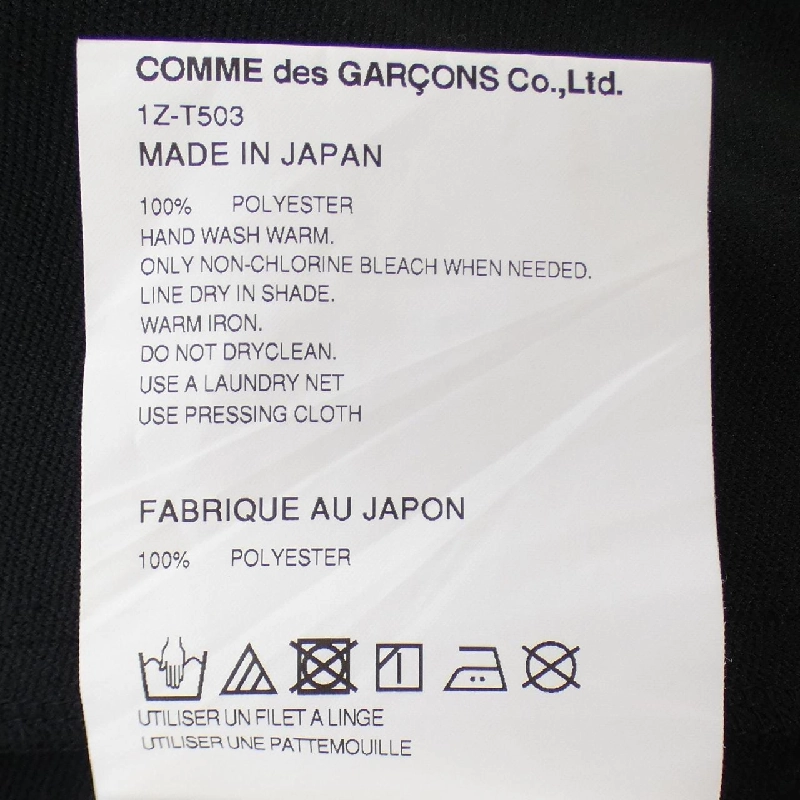 COMME des GARÇONS Co.,Ltd.
1Z-T503
MADE IN JAPAN
100% POLYESTER
HAND WASH WARM.
ONLY NON-CHLORINE BLEACH WHEN NEEDED.
LINE DRY IN SHADE.
WARM IRON.
DO NOT DRYCLEAN.
USE A LAUNDRY NET
USE PRESSING CLOTH
FABRIQUE AU JAPON
100% POLYESTER
UTILISER UN FILET A LINGE
UTILISER UNE PATTEMOUILLE